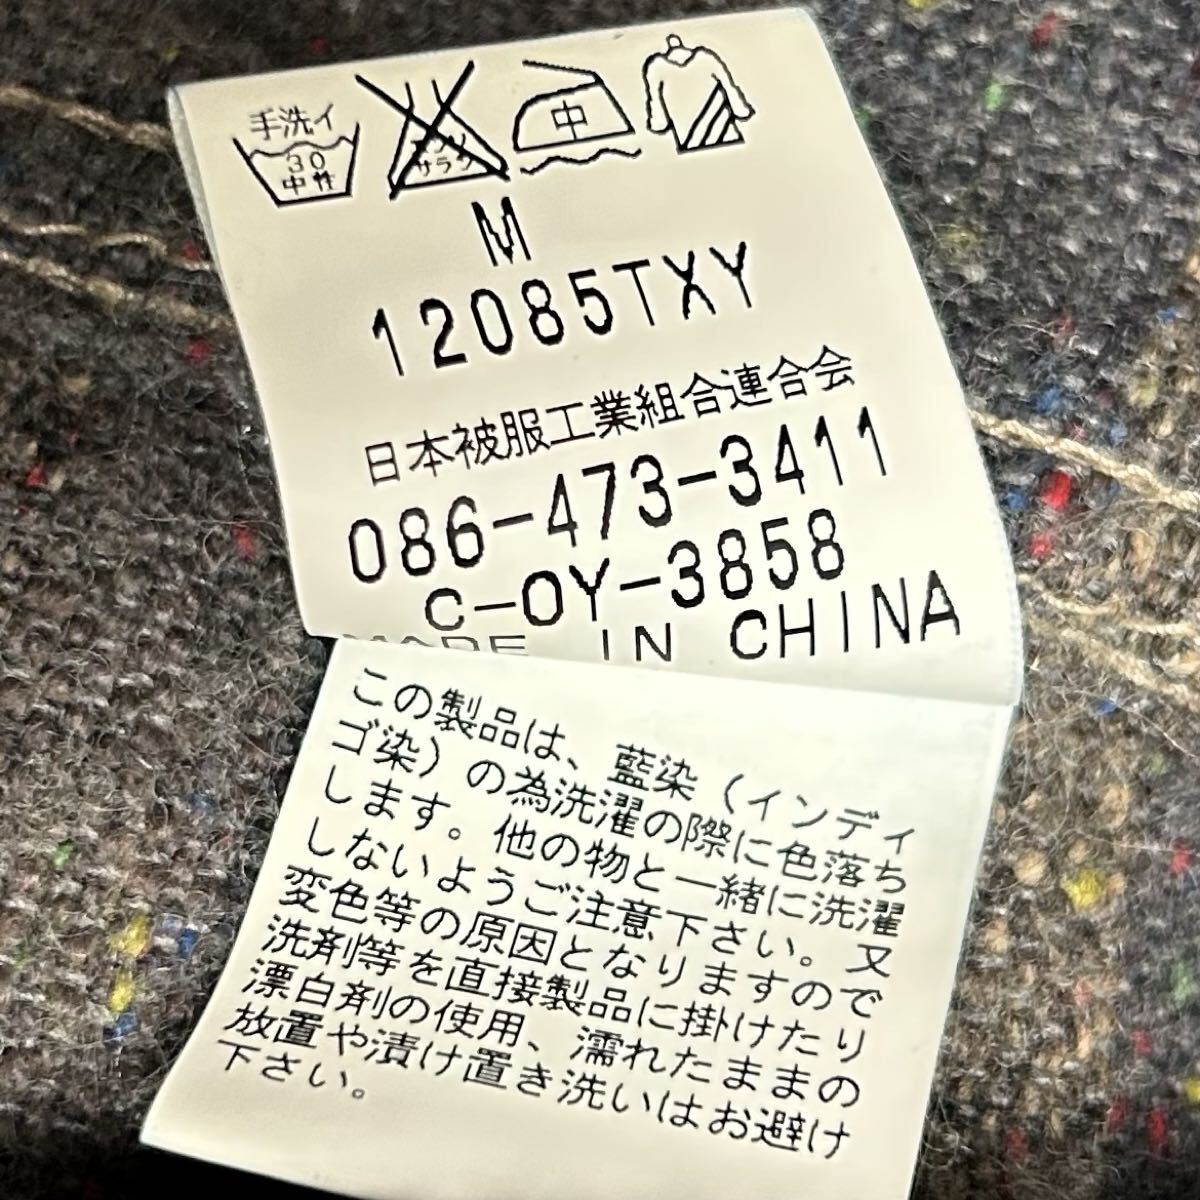 手洗イ
30
中性
エンソ
サラシ
中
M
12085TXY
日本被服工業組合連合会
086-473-3411
C-OY-3858
MADE IN CHINA
この製品は、藍染(インディ
ゴ染)の為洗濯の際に色落ち
します。他の物と一緒に洗濯
しないようご注意下さい。又
変色等の原因となりますので
洗剤等を直接製品に掛けたり
漂白剤の使用、濡れたままの
放置や漬け置き洗いはお避け
下さい。